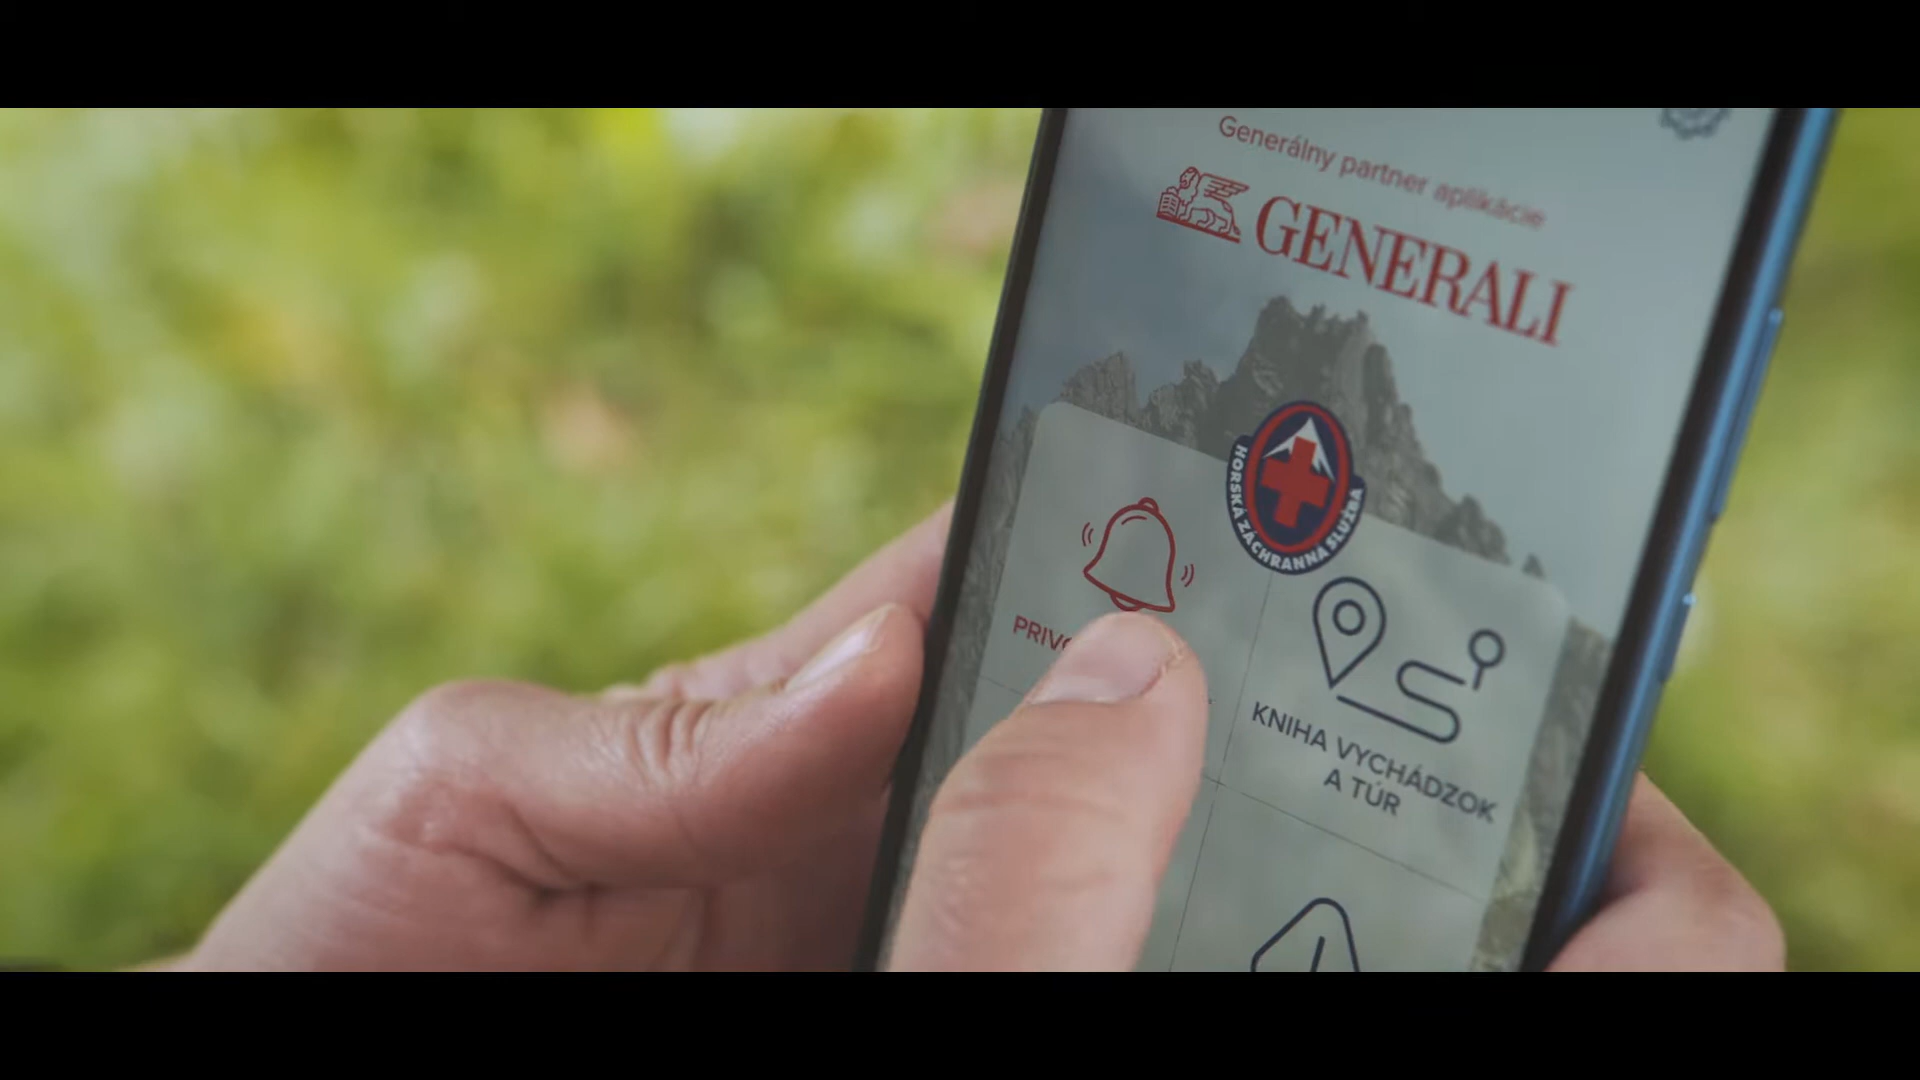 Generálny partner aplikácie
GENERALI
HORSKÁ ZÁCHRANNÁ SLUŽBA
KNIHA VYCHÁDZOK
A TÚR